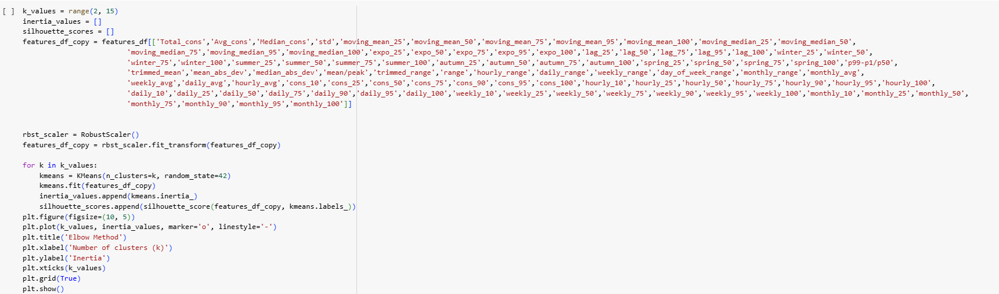 [ ] k_values = range(2, 15)
inertia_values = []
silhouette_scores = []
features_df_copy = features_df[['Total_cons','Avg_cons','Median_cons','std','moving_mean_25','moving_mean_50','moving_mean_75','moving_mean_95','moving_mean_100','moving_median_25','moving_median_50',
'moving_median_75','moving_median_95','moving_median_100','expo_25','expo_50','expo_75','expo_95','expo_100','lag_25','lag_50','lag_75','lag_95','lag_100','winter_25','winter_50',
'winter_75','winter_100','summer_25','summer_50','summer_75','summer_100','autumn_25','autumn_50','autumn_75','autumn_100','spring_25','spring_50','spring_75','spring_100','p99-p1/p50',
'trimmed_mean','mean_abs_dev','median_abs_dev','mean/peak','trimmed_range','range','hourly_range','daily_range','weekly_range','day_of_week_range','monthly_range','monthly_avg',
'weekly_avg','daily_avg','hourly_avg','cons_10','cons_25','cons_50','cons_75','cons_90','cons_95','cons_100','hourly_10','hourly_25','hourly_50','hourly_75','hourly_90','hourly_95','hourly_100',
'daily_10','daily_25','daily_50','daily_75','daily_90','daily_95','daily_100','weekly_10','weekly_25','weekly_50','weekly_75','weekly_90','weekly_95','weekly_100','monthly_10','monthly_25','monthly_50',
'monthly_75','monthly_90','monthly_95','monthly_100']]
rbst_scaler = RobustScaler()
features_df_copy = rbst_scaler.fit_transform(features_df_copy)
for k in k_values:
kmeans = KMeans(n_clusters=k, random_state=42)
kmeans.fit(features_df_copy)
inertia_values.append(kmeans.inertia_)
silhouette_scores.append(silhouette_score(features_df_copy, kmeans.labels_))
plt.figure(figsize=(10, 5))
plt.plot(k_values, inertia_values, marker='o', linestyle='-')
plt.title('Elbow Method')
plt.xlabel('Number of clusters (k)')
plt.ylabel('Inertia')
plt.xticks(k_values)
plt.grid(True)
plt.show()